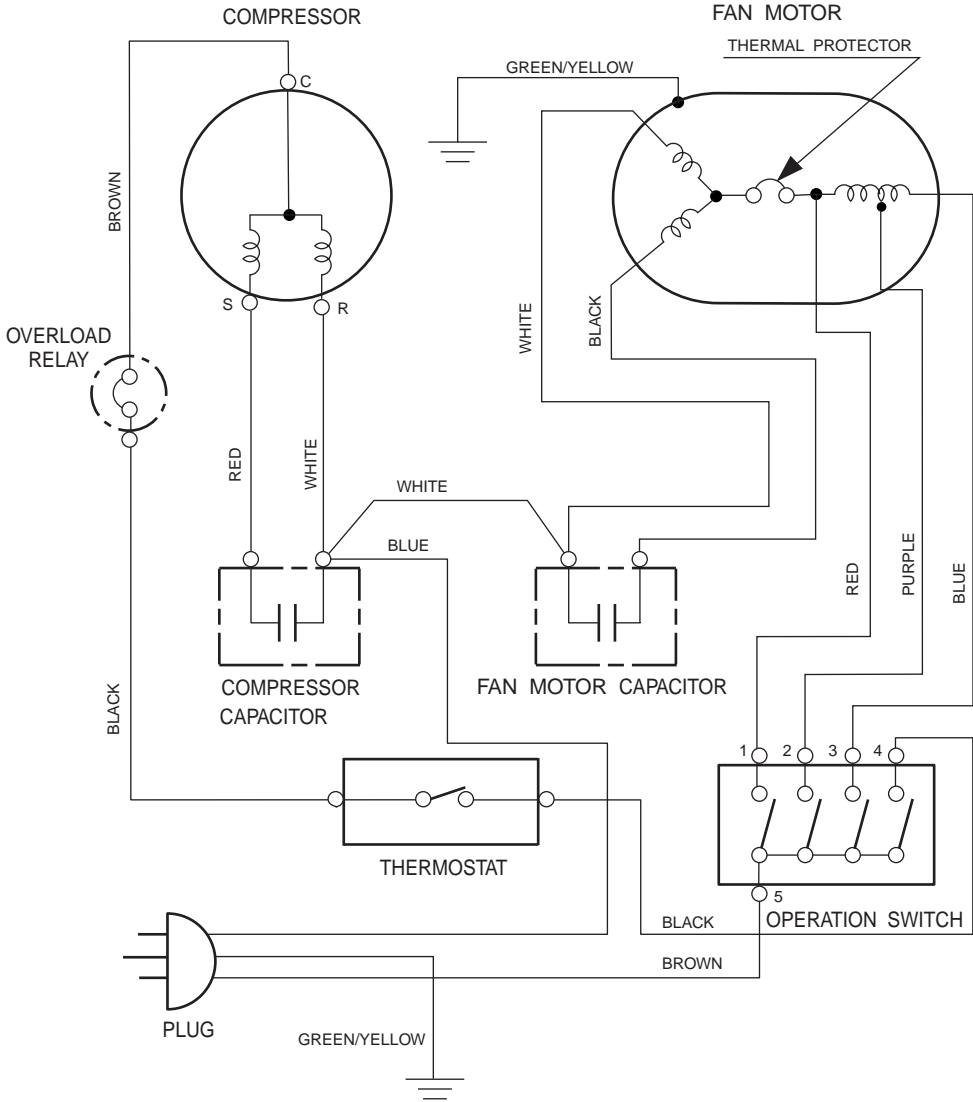 COMPRESSOR
FAN MOTOR
THERMAL PROTECTOR
GREEN/YELLOW
C
BROWN
S
R
OVERLOAD
RELAY
WHITE
BLACK
RED
WHITE
WHITE
BLUE
RED
PURPLE
BLUE
COMPRESSOR
CAPACITOR
FAN MOTOR CAPACITOR
BLACK
1
2
3
4
THERMOSTAT
5
OPERATION SWITCH
BLACK
BROWN
PLUG
GREEN/YELLOW